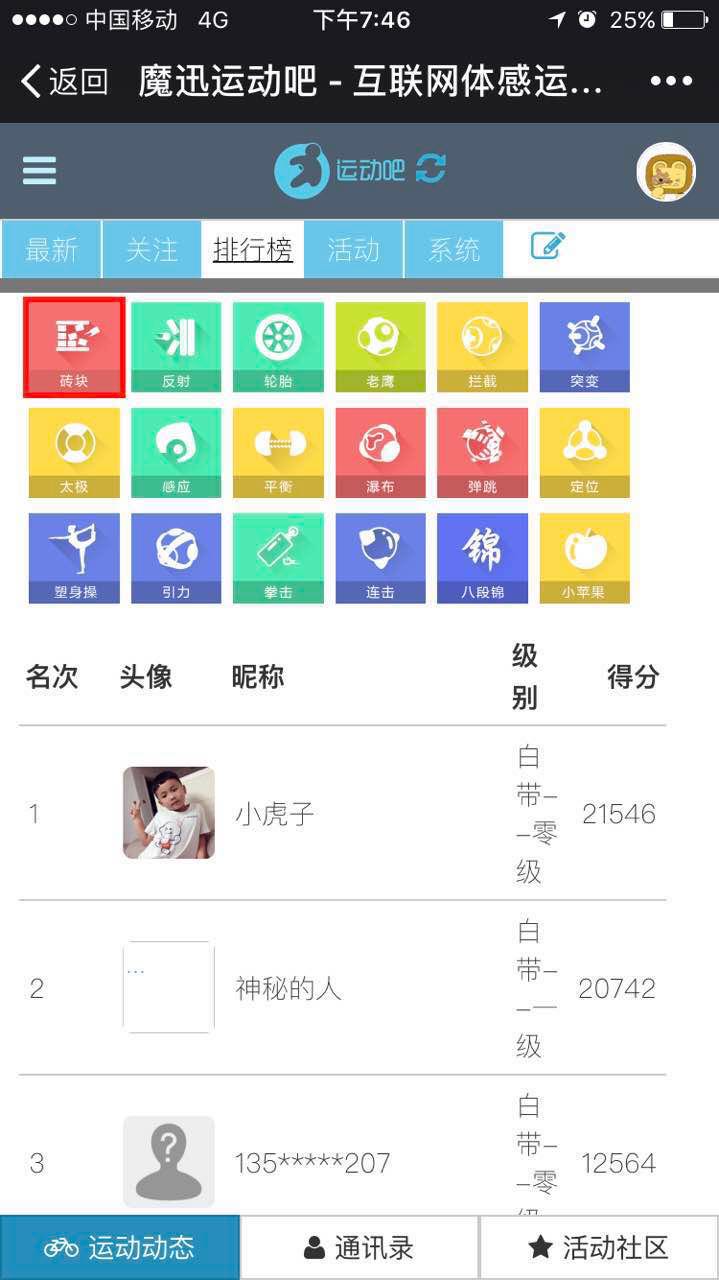 中国移动 4G 下午7:46 25%
返回 魔迅运动吧 - 互联网体感运...
运动吧
最新 关注 排行榜 活动 系统
砖块 反射 轮胎 老鹰 拦截 突变
太极 感应 平衡 瀑布 弹跳 定位
锦
塑身操 引力 拳击 连击 八段锦 小苹果
名次 头像 昵称 级别 得分
1 小虎子 白带--零级 21546
2 神秘的人 白带--一级 20742
3 135*****207 白带--零级 12564
运动动态 通讯录 活动社区